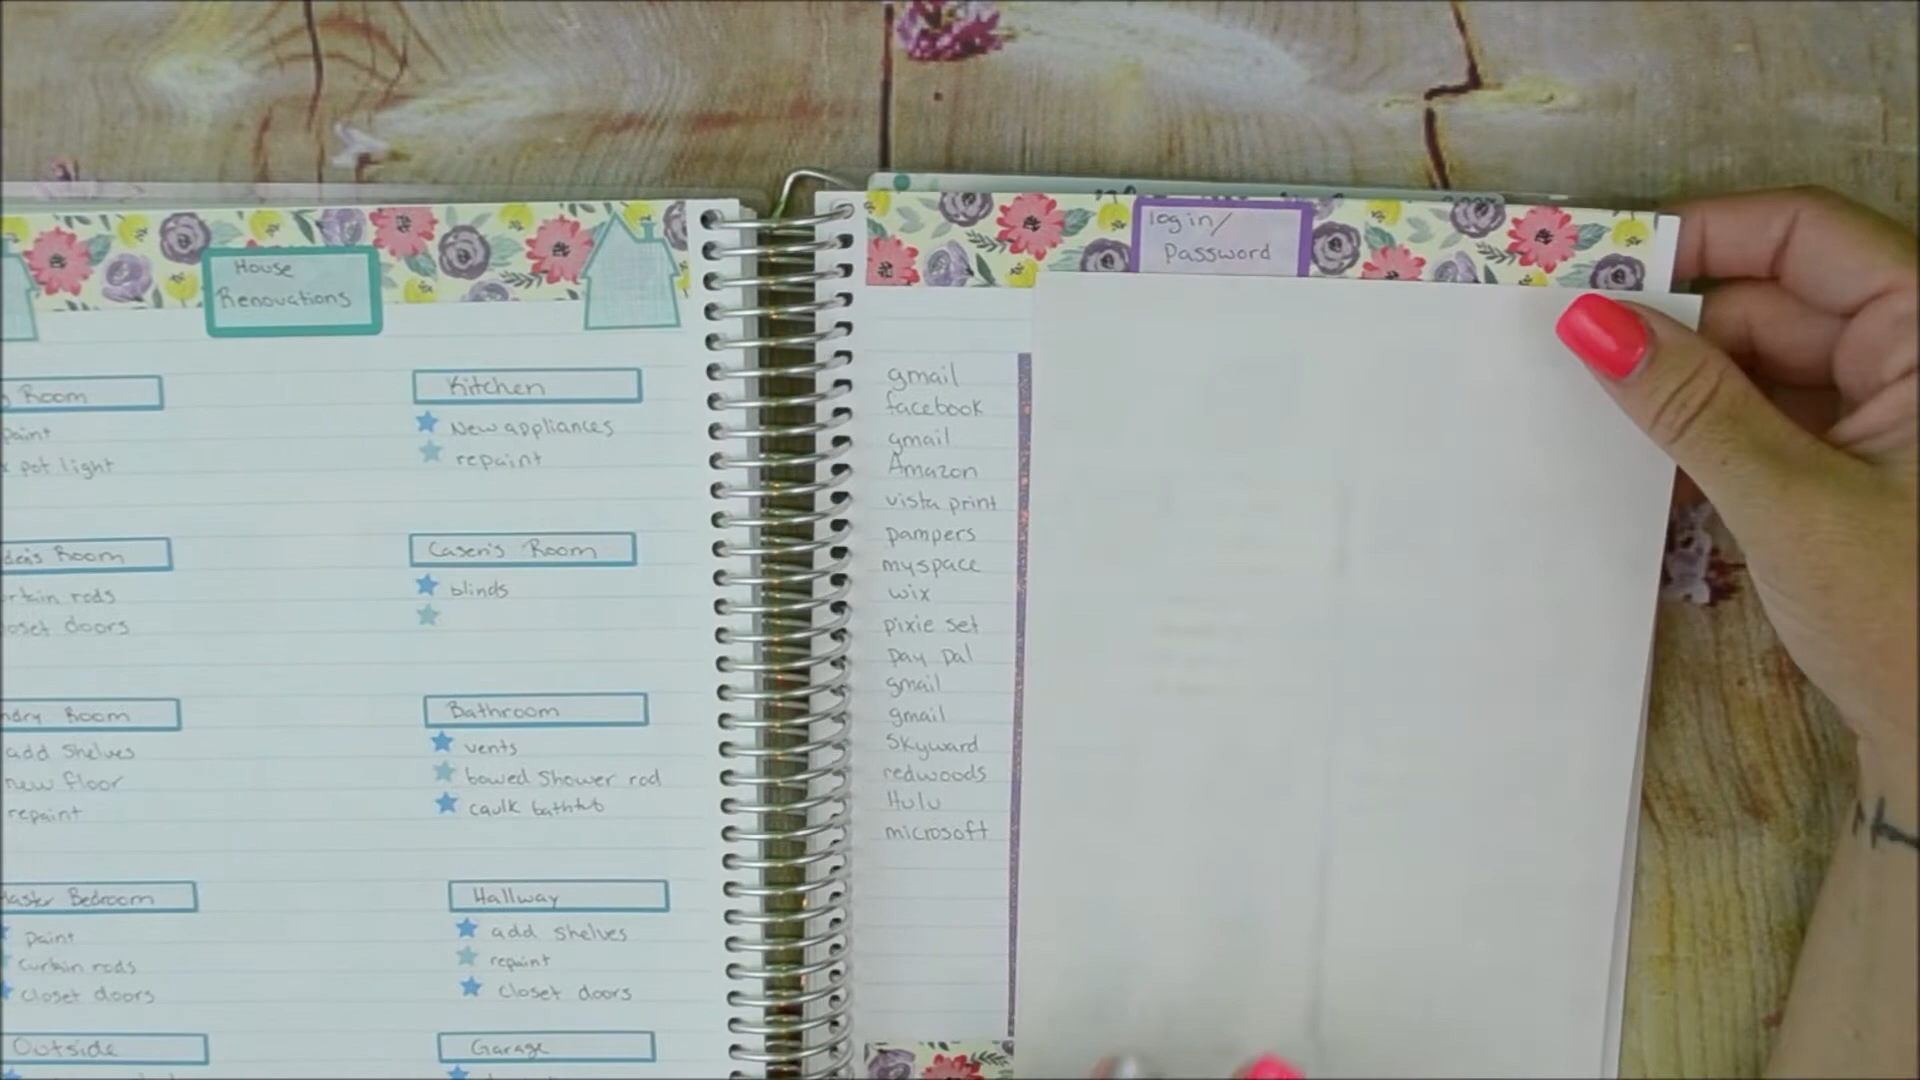 House
Renovations
Room
paint
pot light
Kitchen
New appliances
repaint
Room
rods
closet doors
Casen's Room
blinds
Room
add shelves
new floor
repaint
Bathroom
vents
bowed shower rod
caulk bathtub
Master Bedroom
paint
curtain rods
closet doors
Hallway
add shelves
repaint
closet doors
Outside
Garage
login/
Password
gmail
facebook
gmail
Amazon
vista print
pampers
myspace
wix
pixie set
pay pal
gmail
gmail
Skyward
redwoods
Hulu
microsoft